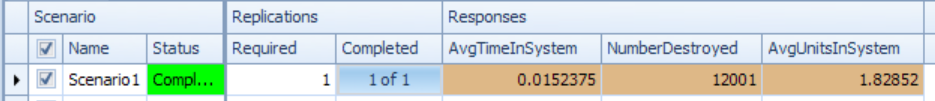 Scenario Replications Responses
Name Status Required Completed AvgTimeInSystem NumberDestroyed AvgUnitsInSystem
Scenario1 Compl... 1 1 of 1 0.0152375 12001 1.82852